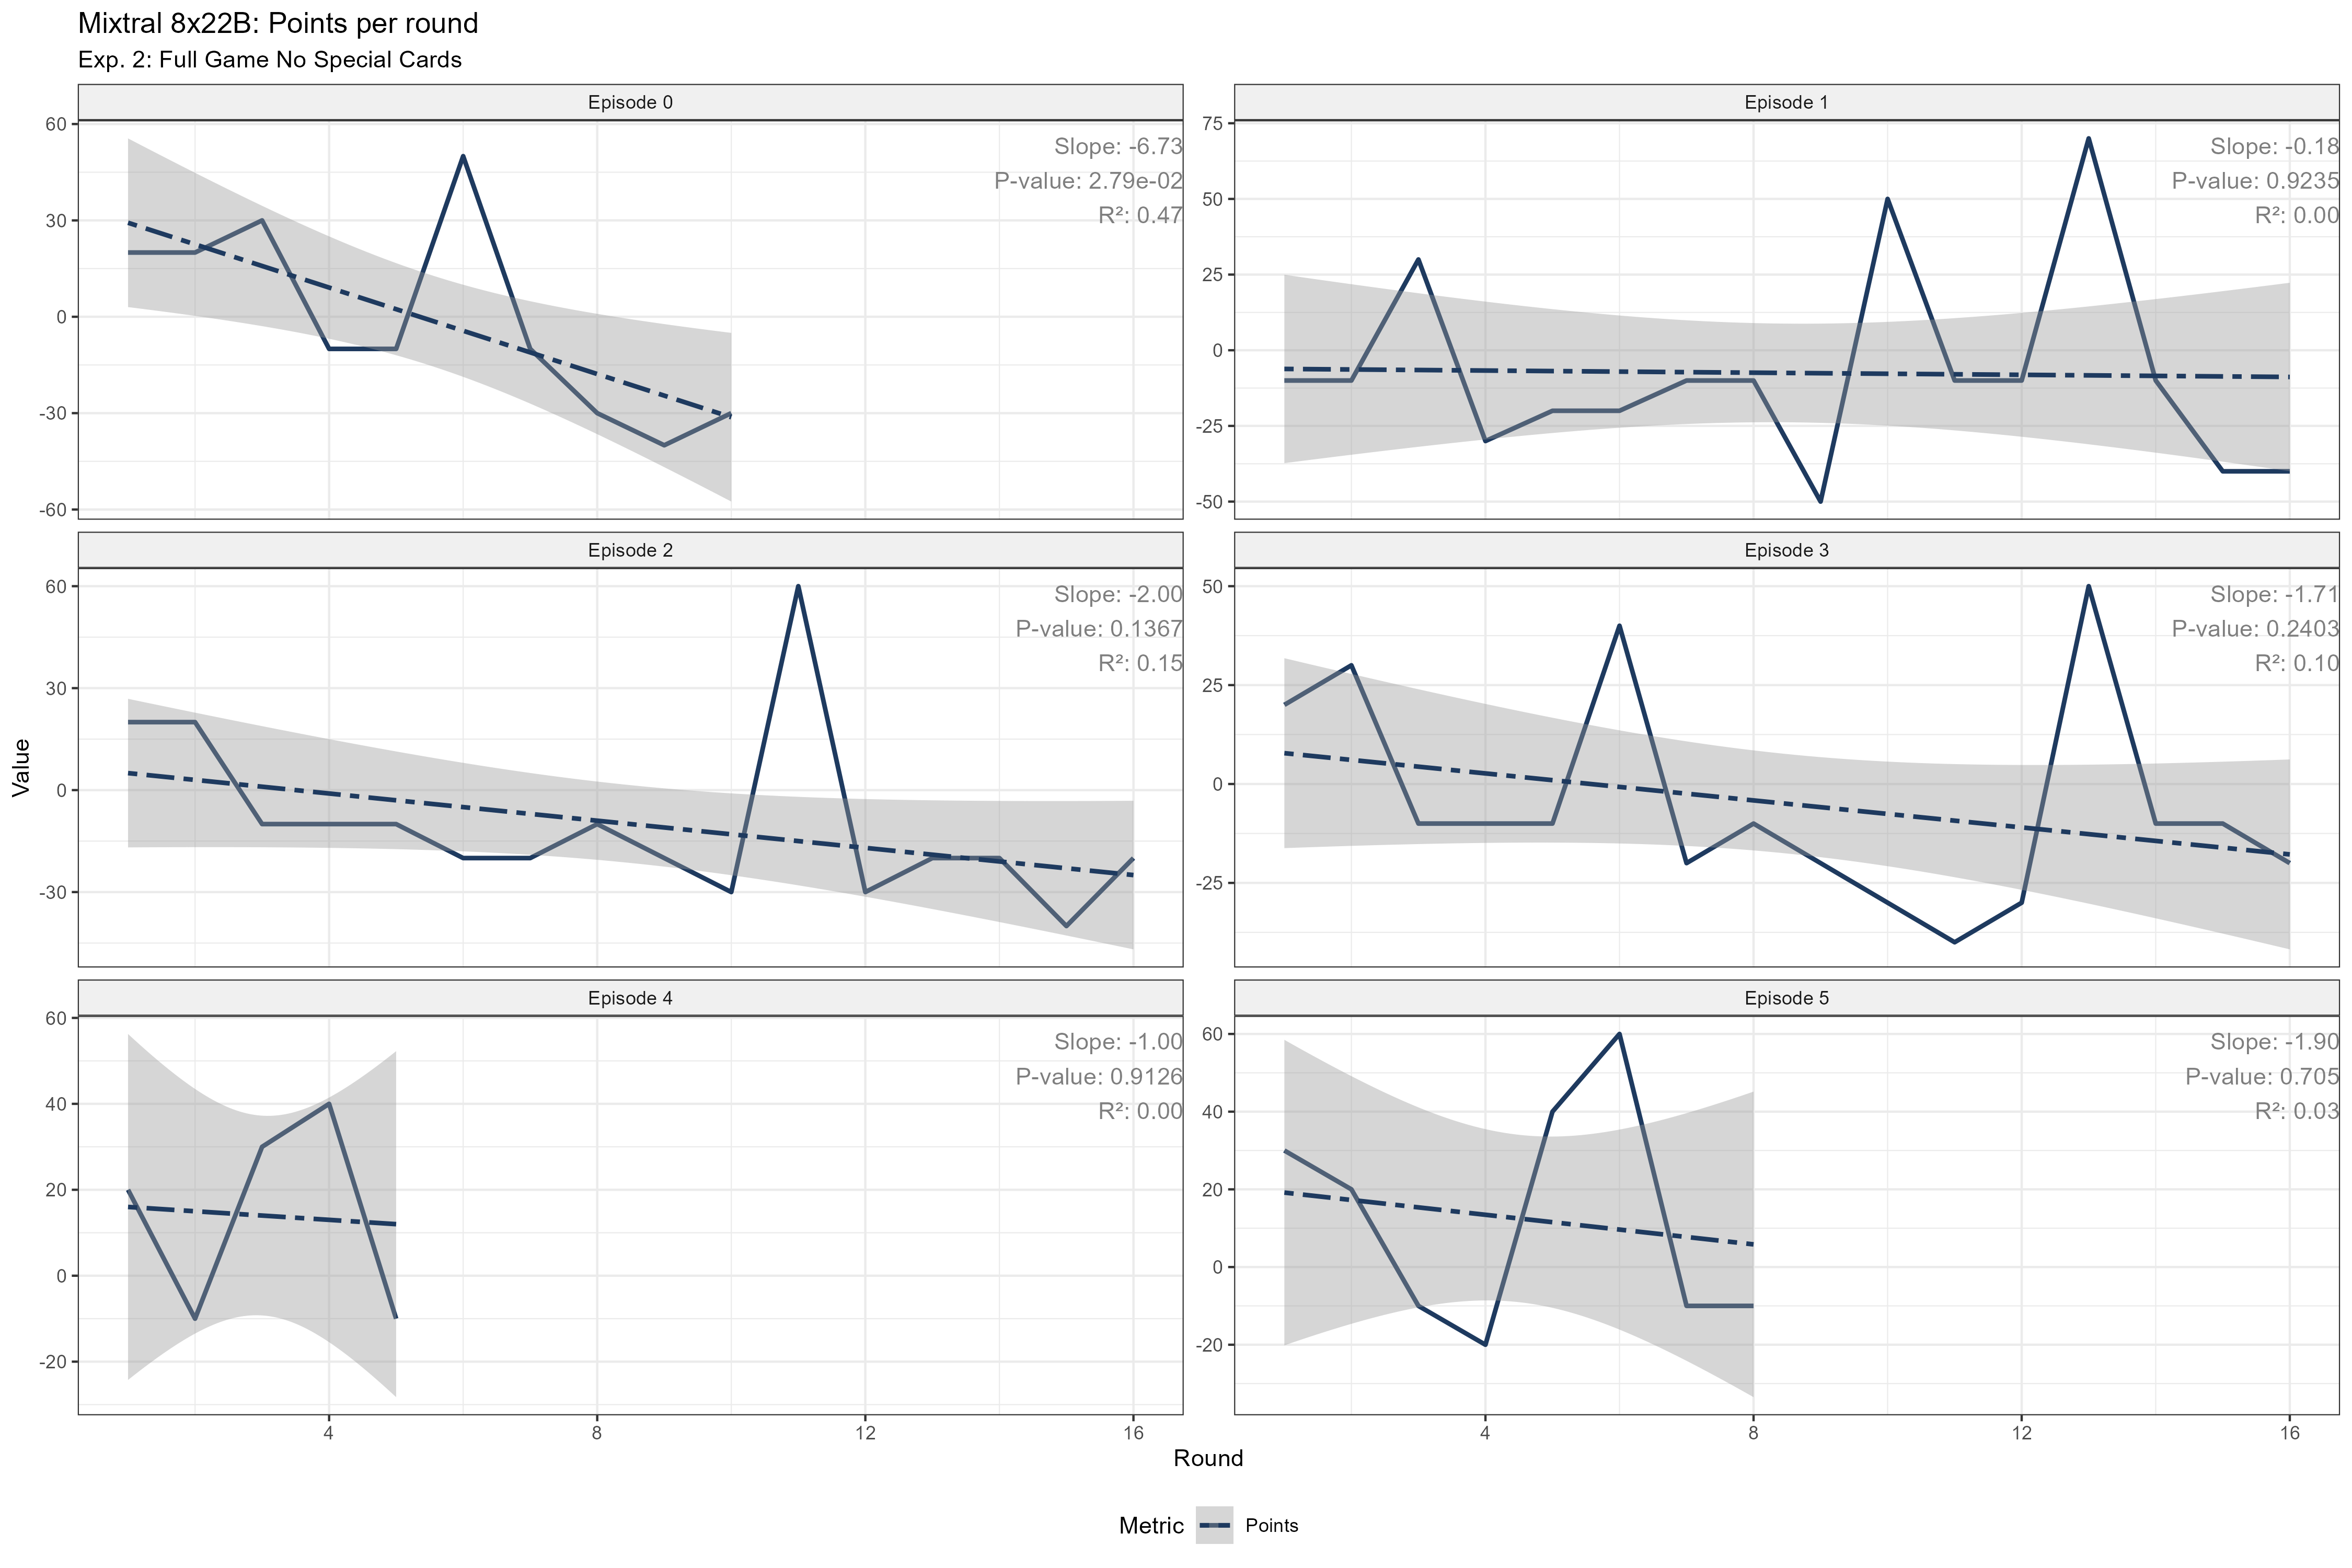 Mixtral 8x22B: Points per round
Exp. 2: Full Game No Special Cards
Episode 0
60
30
0
-30
-60
Slope: -6.73
P-value: 2.79e-02
R²: 0.47
Episode 1
75
50
25
0
-25
-50
Slope: -0.18
P-value: 0.9235
R²: 0.00
Episode 2
60
30
0
-30
Slope: -2.00
P-value: 0.1367
R²: 0.15
Episode 3
50
25
0
-25
Slope: -1.71
P-value: 0.2403
R²: 0.10
Episode 4
60
40
20
0
-20
Slope: -1.00
P-value: 0.9126
R²: 0.00
Episode 5
60
40
20
0
-20
Slope: -1.90
P-value: 0.705
R²: 0.03
Value
4 8 12 16
4 8 12 16
Round
Metric Points